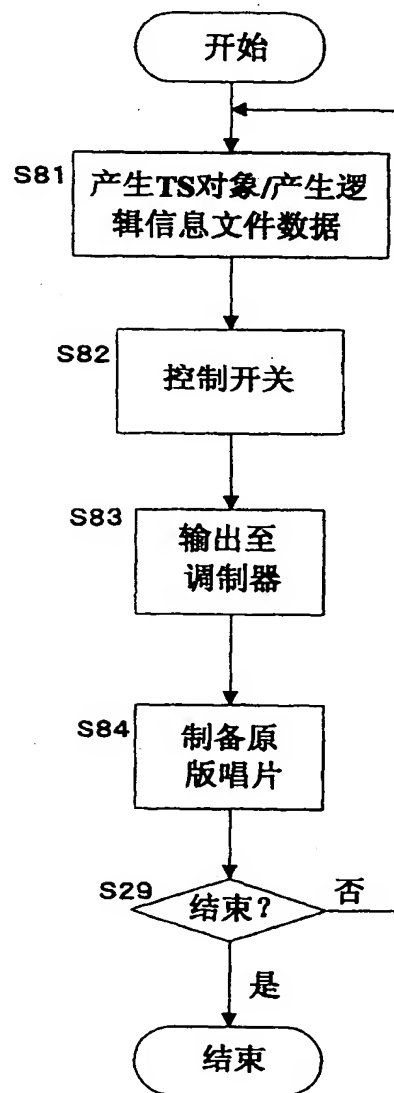 开始
S81
产生TS对象/产生逻
辑信息文件数据
S82
控制开关
S83
输出至
调制器
S84
制备原
版唱片
S29
结束?
否
是
结束